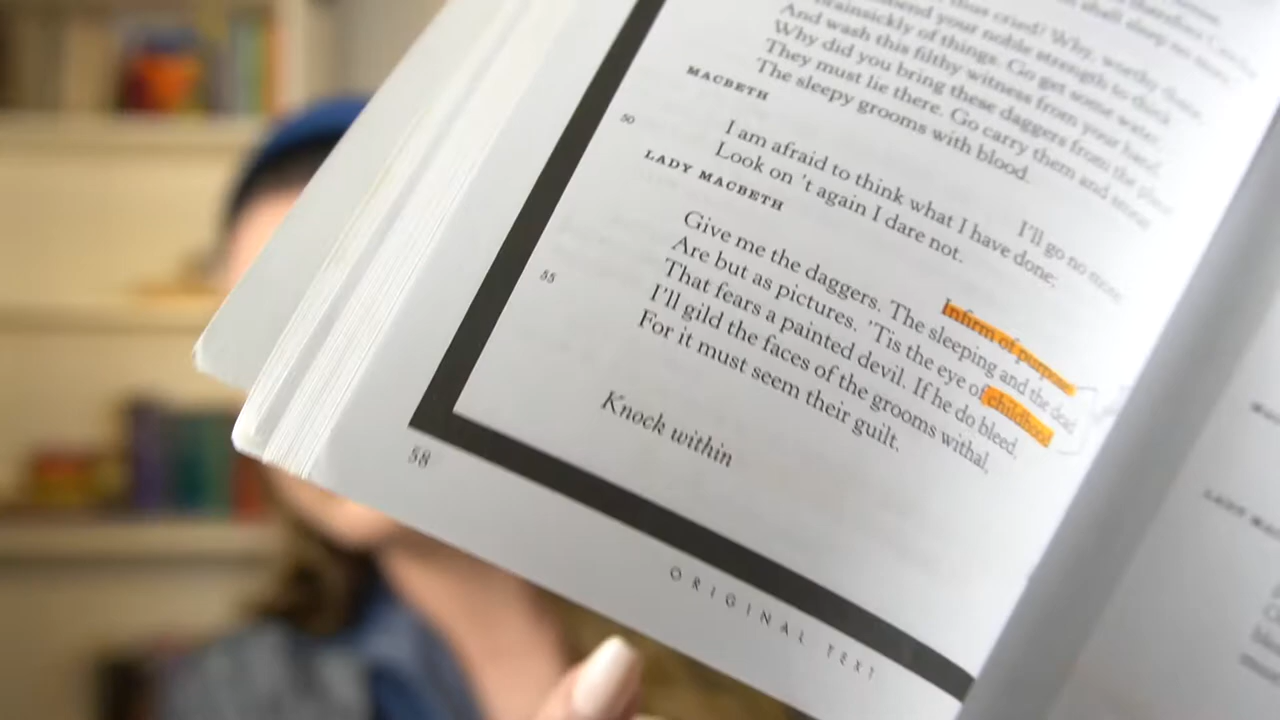 thus cried? Why, worthy
your noble strength to think
brainsickly of things. Go get some water
And wash this filthy witness from your hand.
Why did you bring these daggers from the place
They must lie there. Go carry them and smear
The sleepy grooms with blood.
MACBETH
I'll go no more
50
I am afraid to think what I have done;
Look on 't again I dare not.
LADY MACBETH
Infirm of purpose
Give me the daggers. The sleeping and the dead
Are but as pictures. 'Tis the eye of childhood
55
That fears a painted devil. If he do bleed,
I'll gild the faces of the grooms withal,
For it must seem their guilt.
Knock within
58
ORIGINAL TEXT